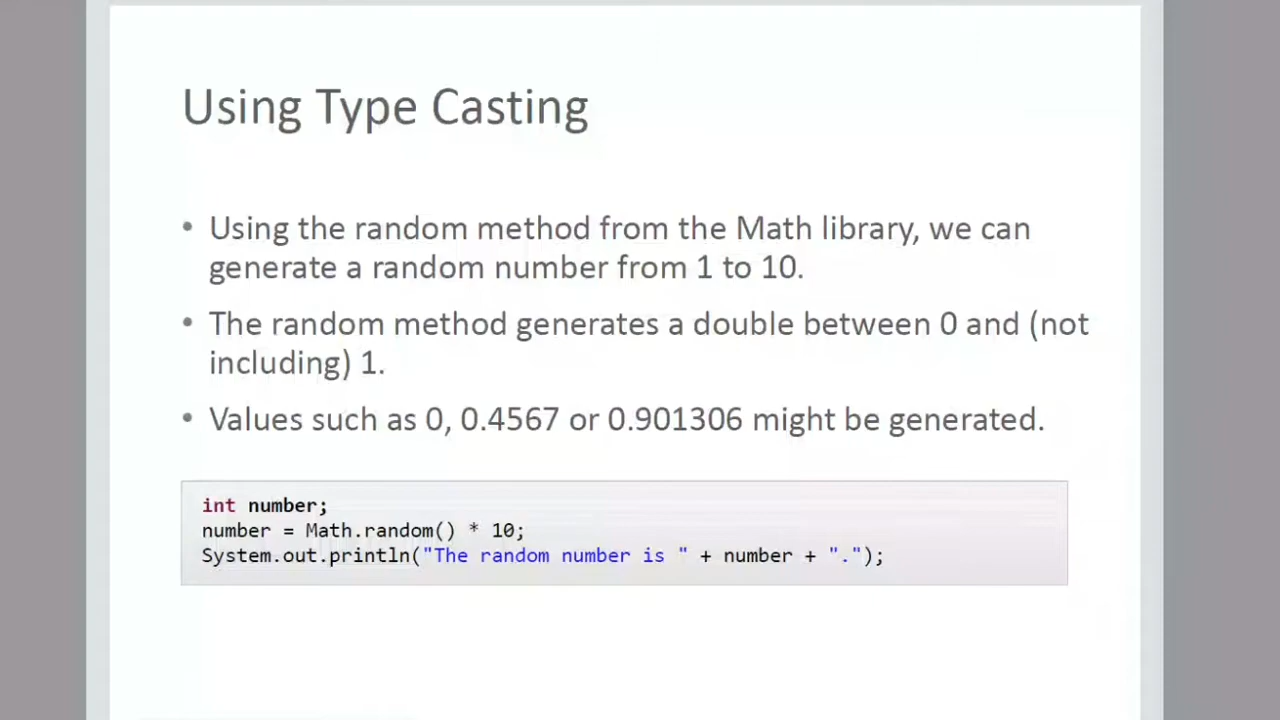 Using Type Casting
• Using the random method from the Math library, we can
generate a random number from 1 to 10.
• The random method generates a double between 0 and (not
including) 1.
• Values such as 0, 0.4567 or 0.901306 might be generated.
int number;
number = Math.random() * 10;
System.out.println("The random number is " + number + ".");